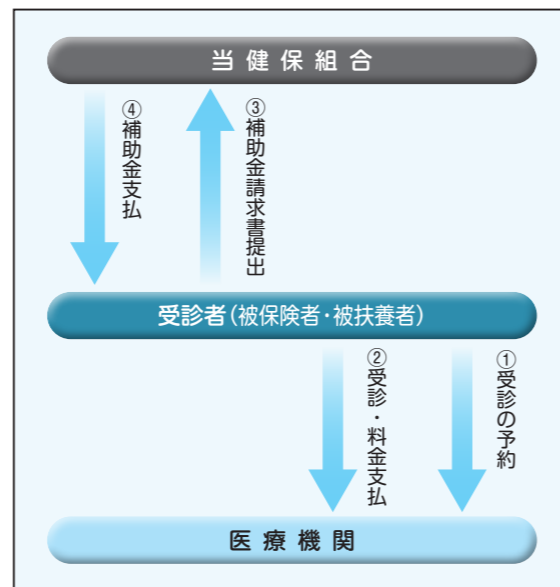 当健保組合
④補助金支払
③補助金請求書提出
受診者(被保険者・被扶養者)
②受診・料金支払
①受診の予約
医療機関